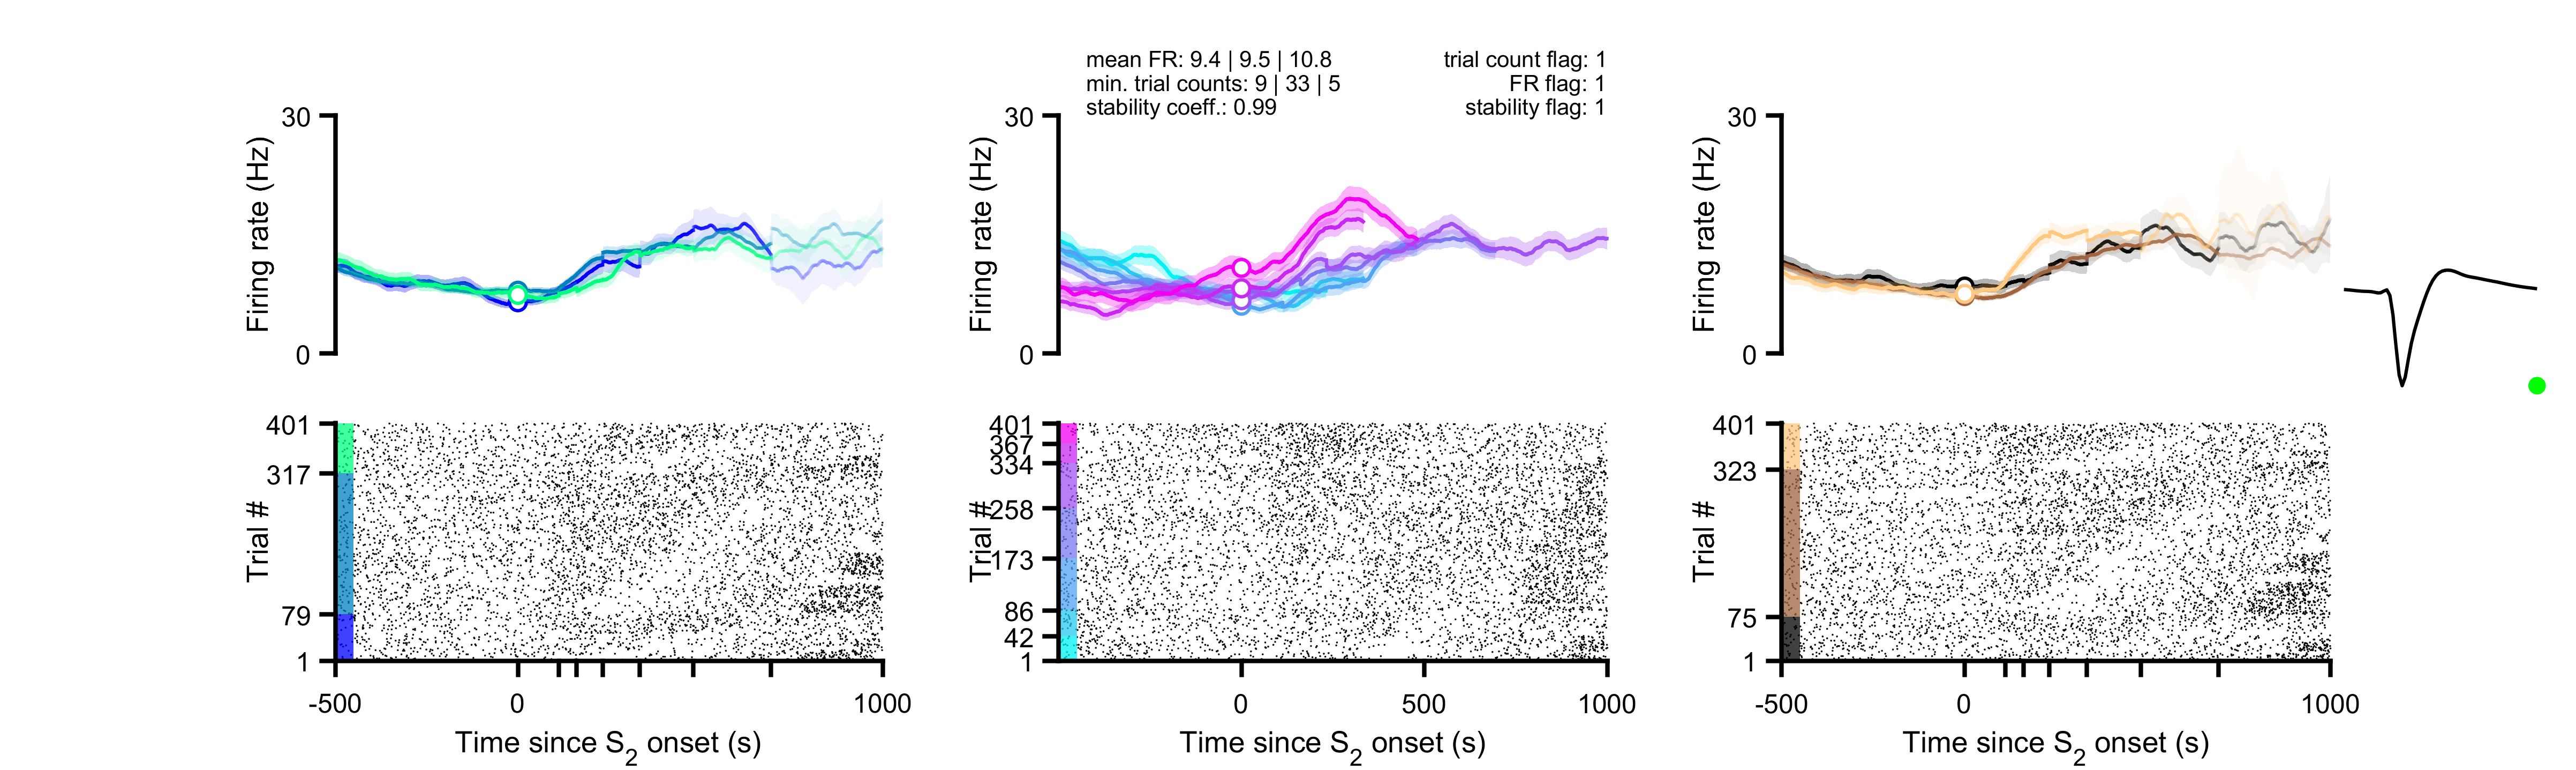 mean FR: 9.4 | 9.5 | 10.8
min. trial counts: 9 | 33 | 5
stability coeff.: 0.99
trial count flag: 1
FR flag: 1
stability flag: 1
30
Firing rate (Hz)
0
30
Firing rate (Hz)
0
30
Firing rate (Hz)
0
401
317
Trial #
79
1
-500
0
1000
Time since S2 onset (s)
401
367
334
258
Trial #
173
86
42
1
0
500
1000
Time since S2 onset (s)
401
323
Trial #
75
1
-500
0
1000
Time since S2 onset (s)